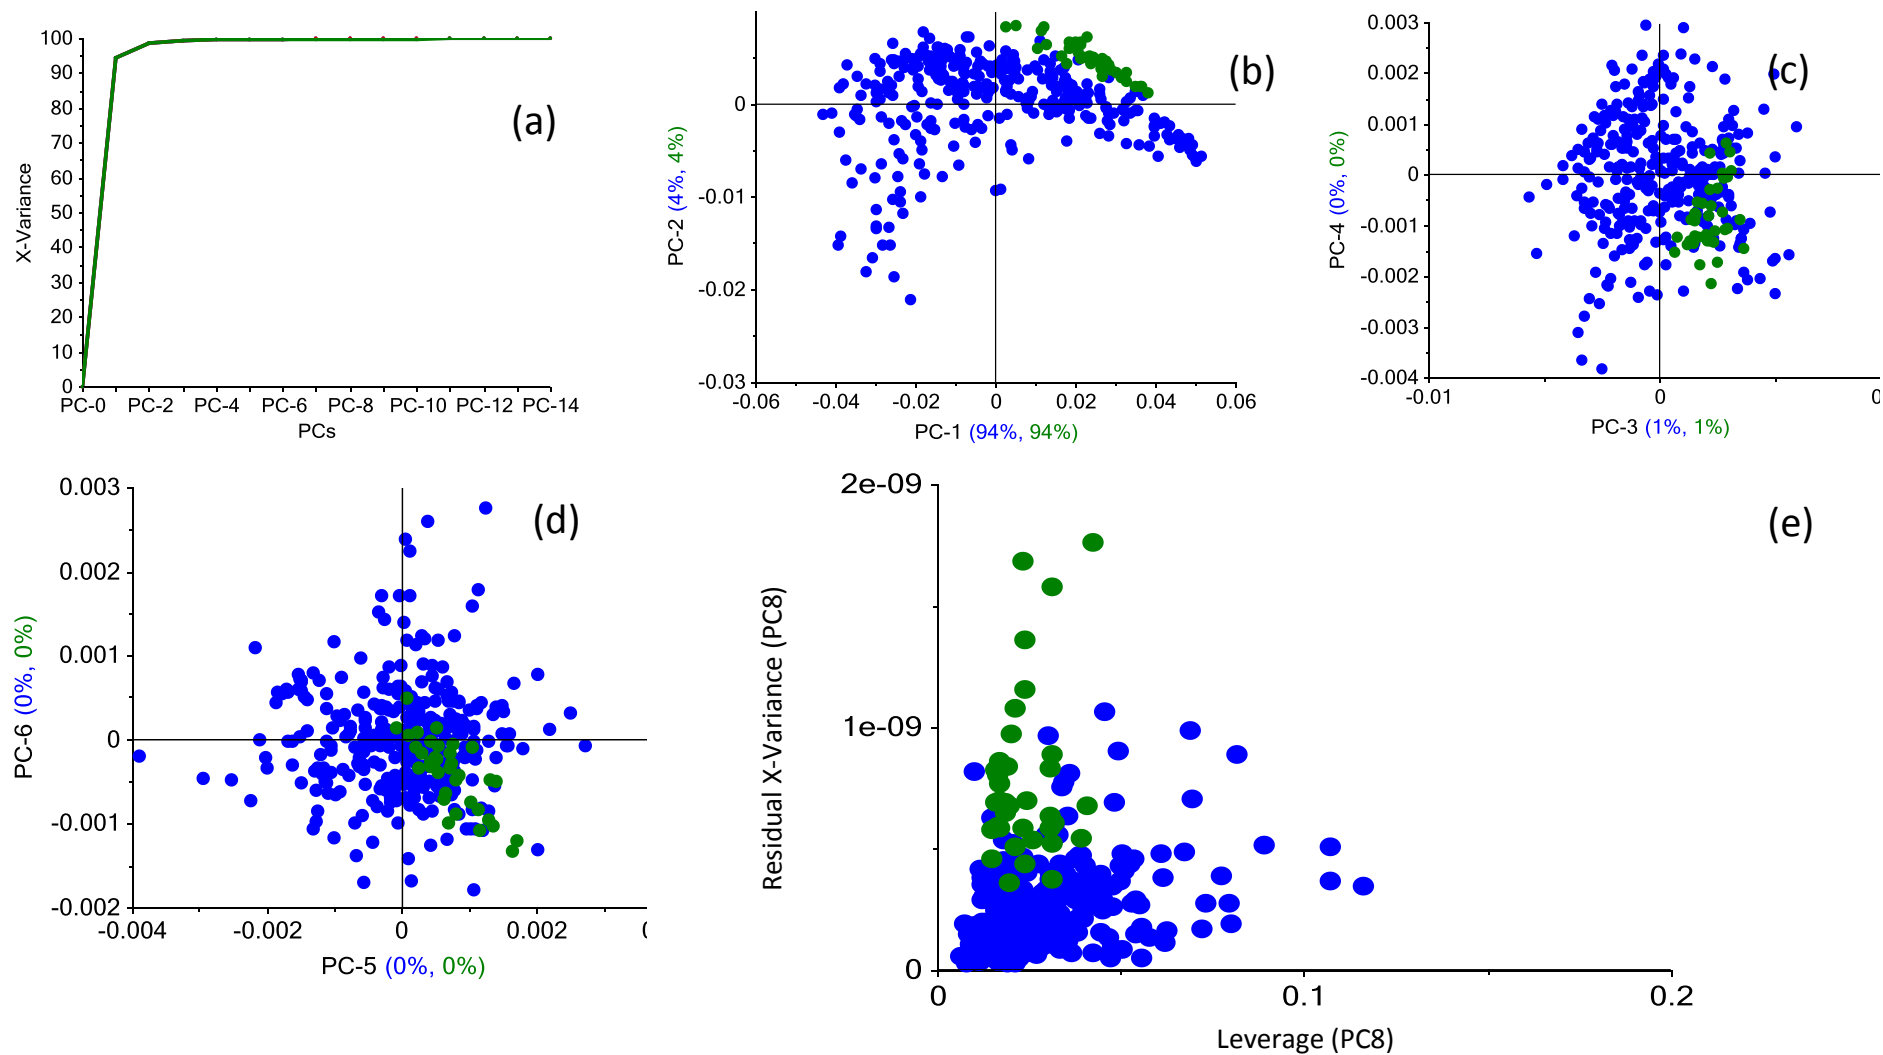 (a)
X-Variance
100
90
80
70
60
50
40
30
20
10
0
PC-0 PC-2 PC-4 PC-6 PC-8 PC-10 PC-12 PC-14
PCs
(b)
PC-2 (4%, 4%)
0
-0.01
-0.02
-0.03
-0.06 -0.04 -0.02 0 0.02 0.04 0.06
PC-1 (94%, 94%)
(c)
PC-4 (0%, 0%)
0.003
0.002
0.001
0
-0.001
-0.002
-0.003
-0.004
-0.01 0
PC-3 (1%, 1%)
(d)
PC-6 (0%, 0%)
0.003
0.002
0.001
0
-0.001
-0.002
-0.004 -0.002 0 0.002
PC-5 (0%, 0%)
(e)
Residual X-Variance (PC8)
2e-09
1e-09
0
0 0.1 0.2
Leverage (PC8)